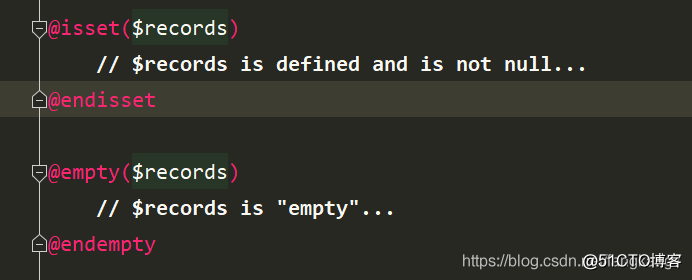 @isset($records)
// $records is defined and is not null...
@endisset
@empty($records)
// $records is "empty"...
@endempty
https://blog.csdn.n
@51CTO博客